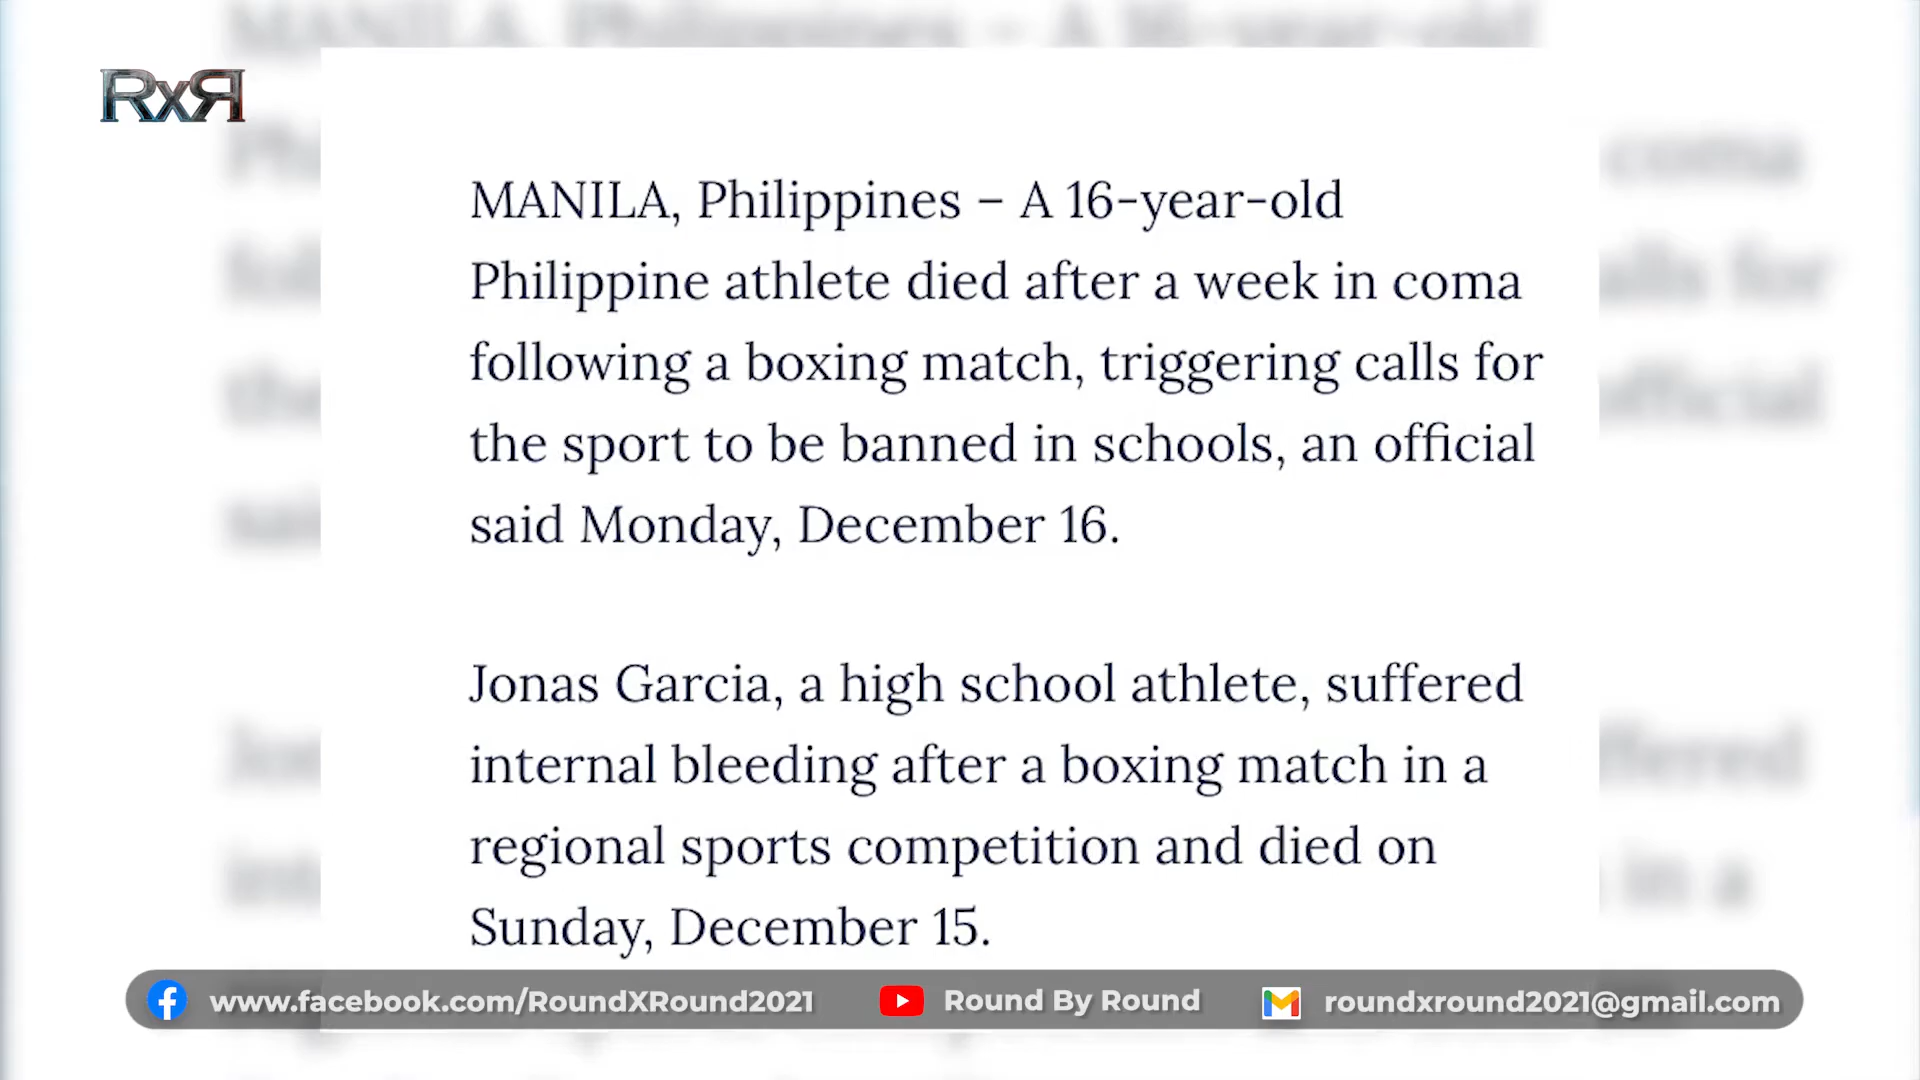 RxR
MANILA, Philippines – A 16-year-old
Philippine athlete died after a week in coma
following a boxing match, triggering calls for
the sport to be banned in schools, an official
said Monday, December 16.
Jonas Garcia, a high school athlete, suffered
internal bleeding after a boxing match in a
regional sports competition and died on
Sunday, December 15.
www.facebook.com/RoundXRound2021 Round By Round roundxround2021@gmail.com